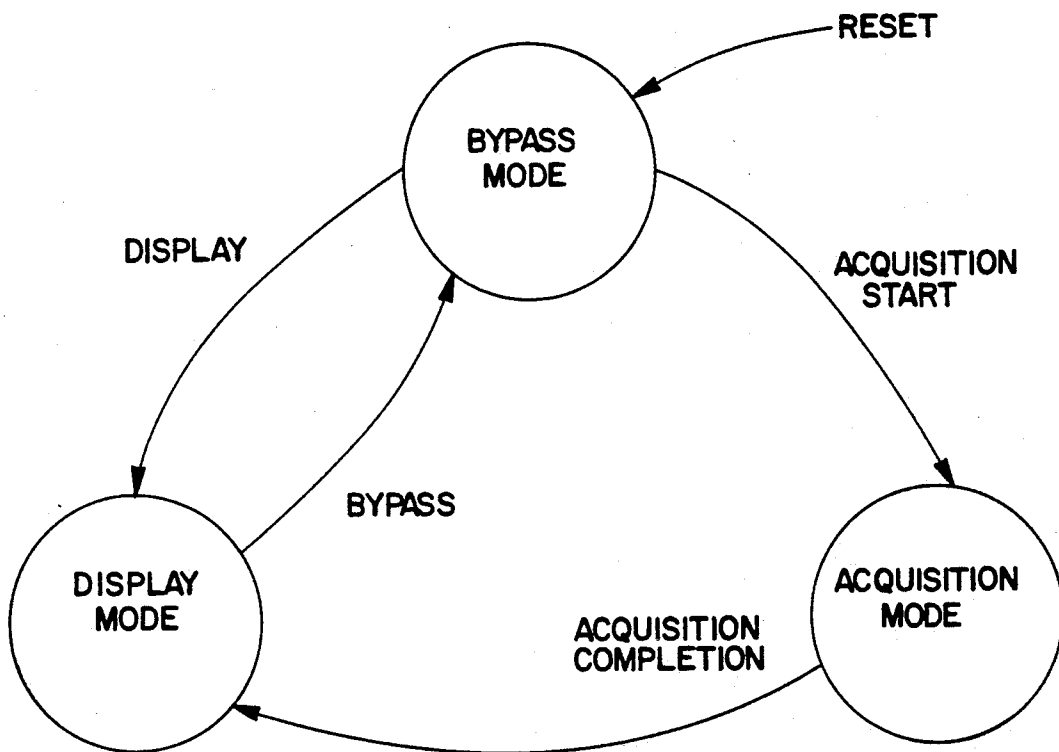 RESET
BYPASS
MODE
DISPLAY
ACQUISITION
START
BYPASS
DISPLAY
MODE
ACQUISITION
MODE
ACQUISITION
COMPLETION